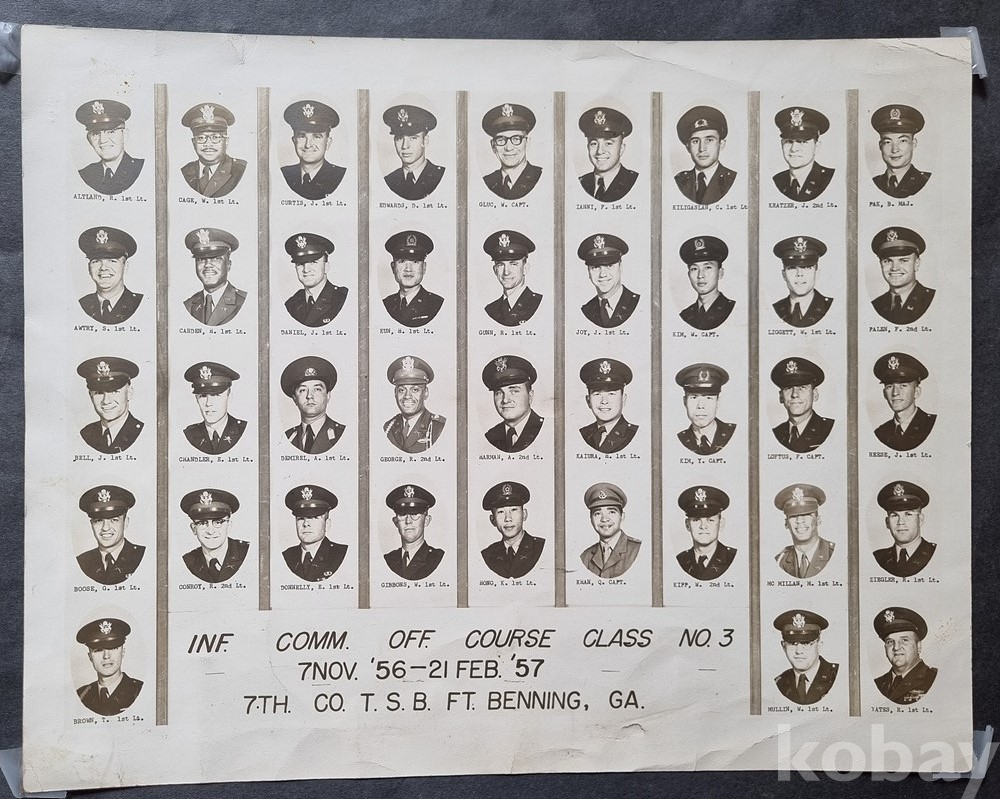 ALTLAND, R. 1st Lt.
CAGE, W. 1st Lt.
CURTIS, J. 1st Lt.
EDWARDS, D. 1st Lt.
GLUC, W. CAPT.
IANNI, F. 1st Lt.
KILIGASLAN, C. 1st Lt
KRATZER, J. 2nd Lt.
PAK, B. MAJ.
AWTRY, S. 1st Lt.
CARDEN, H. 1st Lt.
DANIEL, J. 1st Lt.
KUN, H. 1st Lt.
GUNN, R. 1st Lt.
JOY, J. 1st Lt.
KIM, W. CAPT.
LIGGETT, W. 1st Lt.
PALEN, F. 2nd Lt.
BELL, J. 1st Lt.
CHANDLER, E. 1st Lt.
DEMIREL, A. 1st Lt.
GEORGE, R. 2nd Lt.
HARMAN, A. 2nd Lt.
KAIURA, H. 1st Lt.
KIM, Y. CAPT.
LOFTUS, F. CAPT.
REESE, J. 1st Lt.
BOOSE, G. 1st Lt.
CONROY, R. 2nd Lt.
DONNELLY, E. 1st Lt.
GIBBONS, W. 1st Lt.
HONG, K. 1st Lt.
KHAN, Q. CAPT.
KIPP, W. 2nd Lt.
MC MILLAN, H. 1st Lt.
ZIEGLER, R. 1st Lt.
BROWN, T. 1st Lt.
MULLIN, W. 1st Lt.
YATES, R. 1st Lt.
INF. COMM. OFF. COURSE CLASS NO. 3
7 NOV. '56 — 21 FEB. '57
7TH. CO. T. S. B. FT. BENNING, GA.
kobay